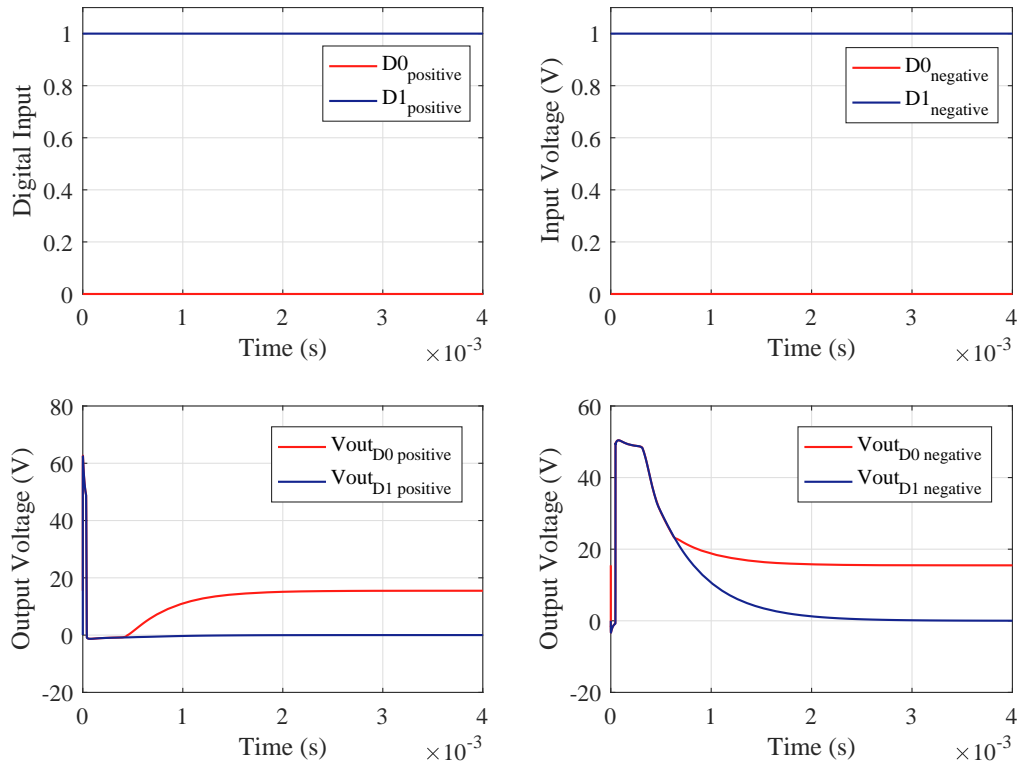 Digital Input
1
0.8
0.6
0.4
0.2
0
D0positive
D1positive
0 1 2 3 4
Time (s)
×10-3
Input Voltage (V)
1
0.8
0.6
0.4
0.2
0
D0negative
D1negative
0 1 2 3 4
Time (s)
×10-3
Output Voltage (V)
80
60
40
20
0
-20
VoutD0 positive
VoutD1 positive
0 1 2 3 4
Time (s)
×10-3
Output Voltage (V)
60
40
20
0
-20
VoutD0 negative
VoutD1 negative
0 1 2 3 4
Time (s)
×10-3